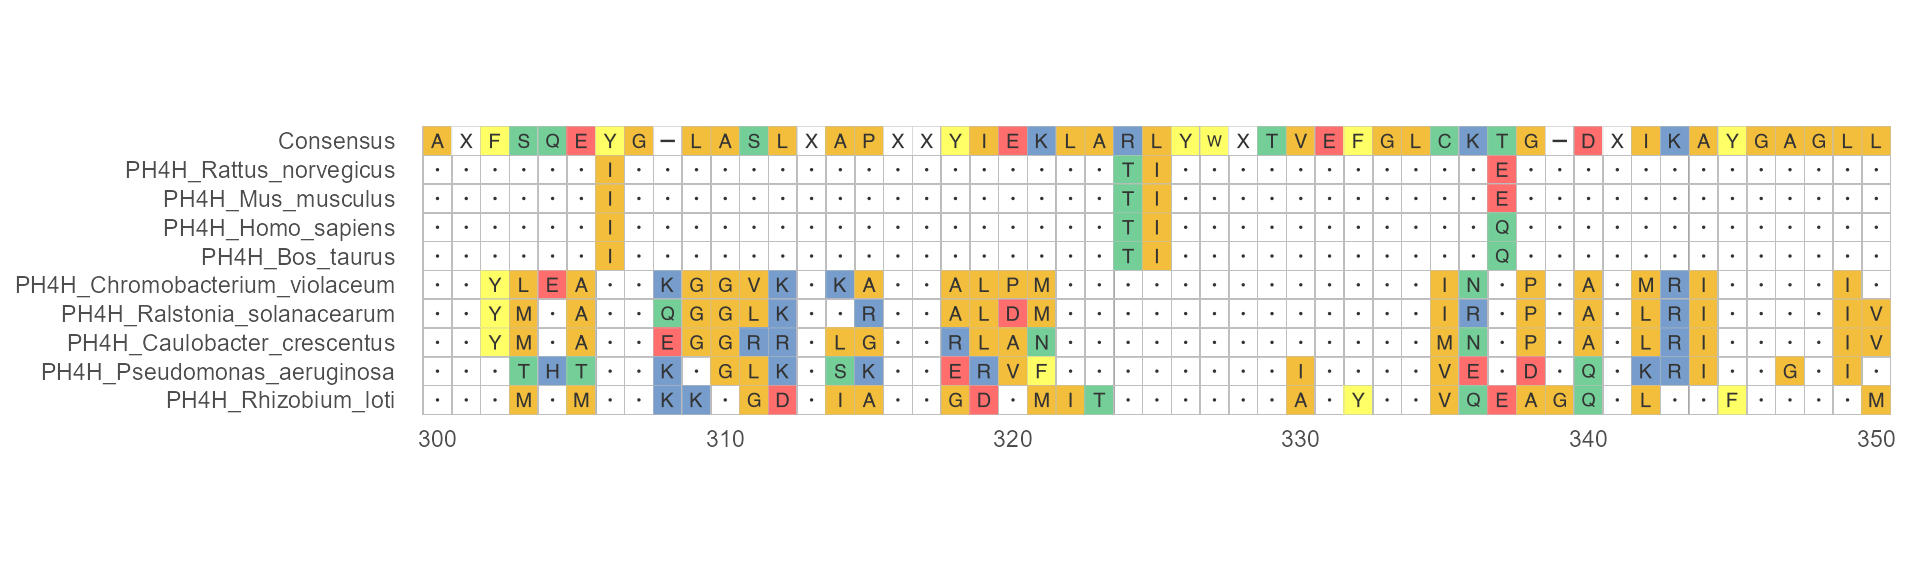 Consensus A X F S Q E Y G – L A S L X A P X X Y I E K L A R L Y W X T V E F G L C K T G – D X I K A Y G A G L L
PH4H_Rattus_norvegicus · · · · · · I · · · · · · · · · · · · · · · · · T I · · · · · · · · · · · E · · · · · · · · · · · · ·
PH4H_Mus_musculus · · · · · · I · · · · · · · · · · · · · · · · · T I · · · · · · · · · · · E · · · · · · · · · · · · ·
PH4H_Homo_sapiens · · · · · · I · · · · · · · · · · · · · · · · · T I · · · · · · · · · · · Q · · · · · · · · · · · · ·
PH4H_Bos_taurus · · · · · · I · · · · · · · · · · · · · · · · · T I · · · · · · · · · · · Q · · · · · · · · · · · · ·
PH4H_Chromobacterium_violaceum · · Y L E A · · K G G V K · K A · · A L P M · · · · · · · · · · · · · I N · P · A · M R I · · · · I ·
PH4H_Ralstonia_solanacearum · · Y M · A · · Q G G L K · · R · · A L D M · · · · · · · · · · · · · I R · P · A · L R I · · · · I V
PH4H_Caulobacter_crescentus · · Y M · A · · E G G R R · L G · · R L A N · · · · · · · · · · · · · M N · P · A · L R I · · · · I V
PH4H_Pseudomonas_aeruginosa · · · T H T · · K · G L K · S K · · E R V F · · · · · · · · I · · · · V E · D · Q · K R I · · G · I ·
PH4H_Rhizobium_loti · · · M · M · · K K · G D · I A · · G D · M I T · · · · · · A · Y · · V Q E A G Q · L · · F · · · · M
300 310 320 330 340 350